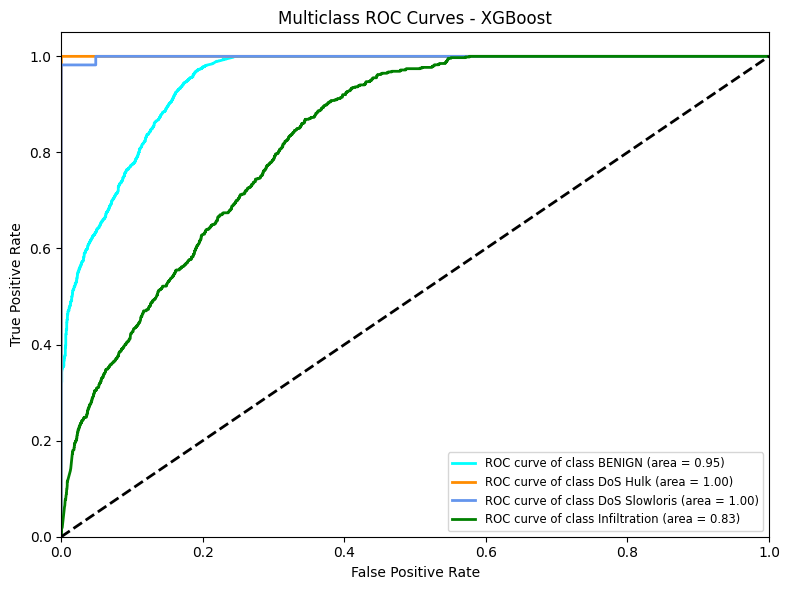 Multiclass ROC Curves - XGBoost
True Positive Rate
1.0
0.8
0.6
0.4
0.2
0.0
ROC curve of class BENIGN (area = 0.95)
ROC curve of class DoS Hulk (area = 1.00)
ROC curve of class DoS Slowloris (area = 1.00)
ROC curve of class Infiltration (area = 0.83)
0.0 0.2 0.4 0.6 0.8 1.0
False Positive Rate